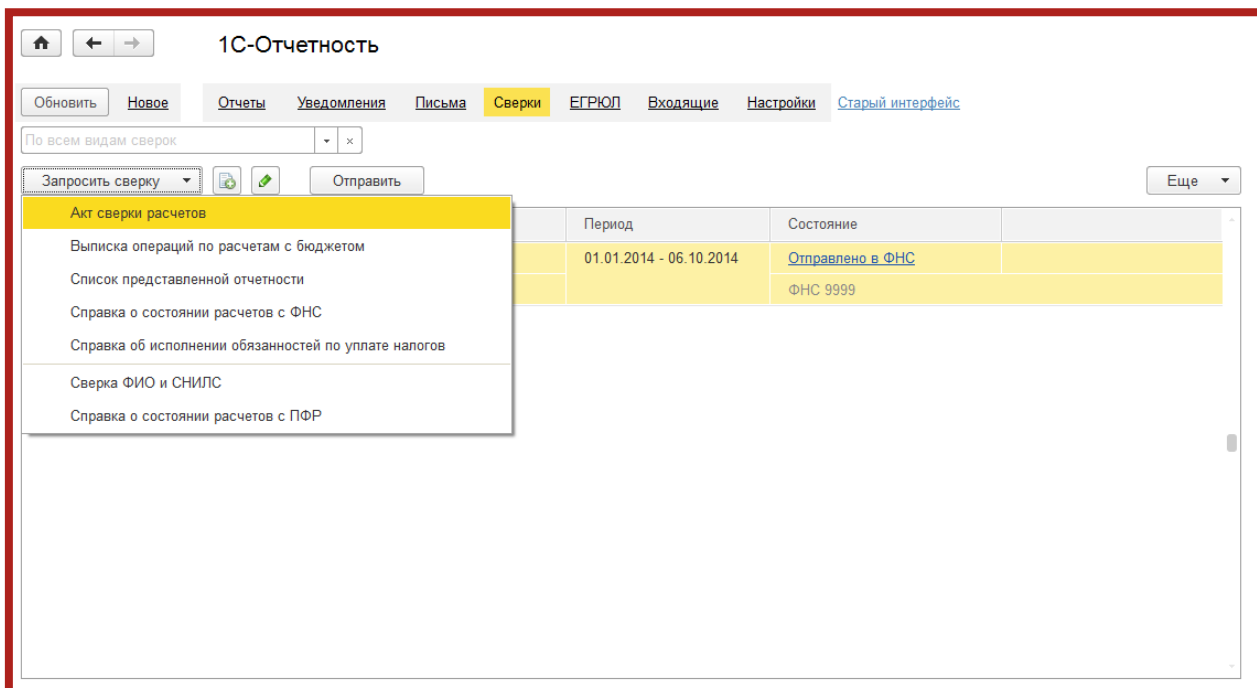 1С-Отчетность
Обновить Новое Отчеты Уведомления Письма Сверки ЕГРЮЛ Входящие Настройки Старый интерфейс
По всем видам сверок
Запросить сверку Отправить Еще
Акт сверки расчетов
Выписка операций по расчетам с бюджетом
Список представленной отчетности
Справка о состоянии расчетов с ФНС
Справка об исполнении обязанностей по уплате налогов
Сверка ФИО и СНИЛС
Справка о состоянии расчетов с ПФР
Период Состояние
01.01.2014 - 06.10.2014 Отправлено в ФНС
ФНС 9999